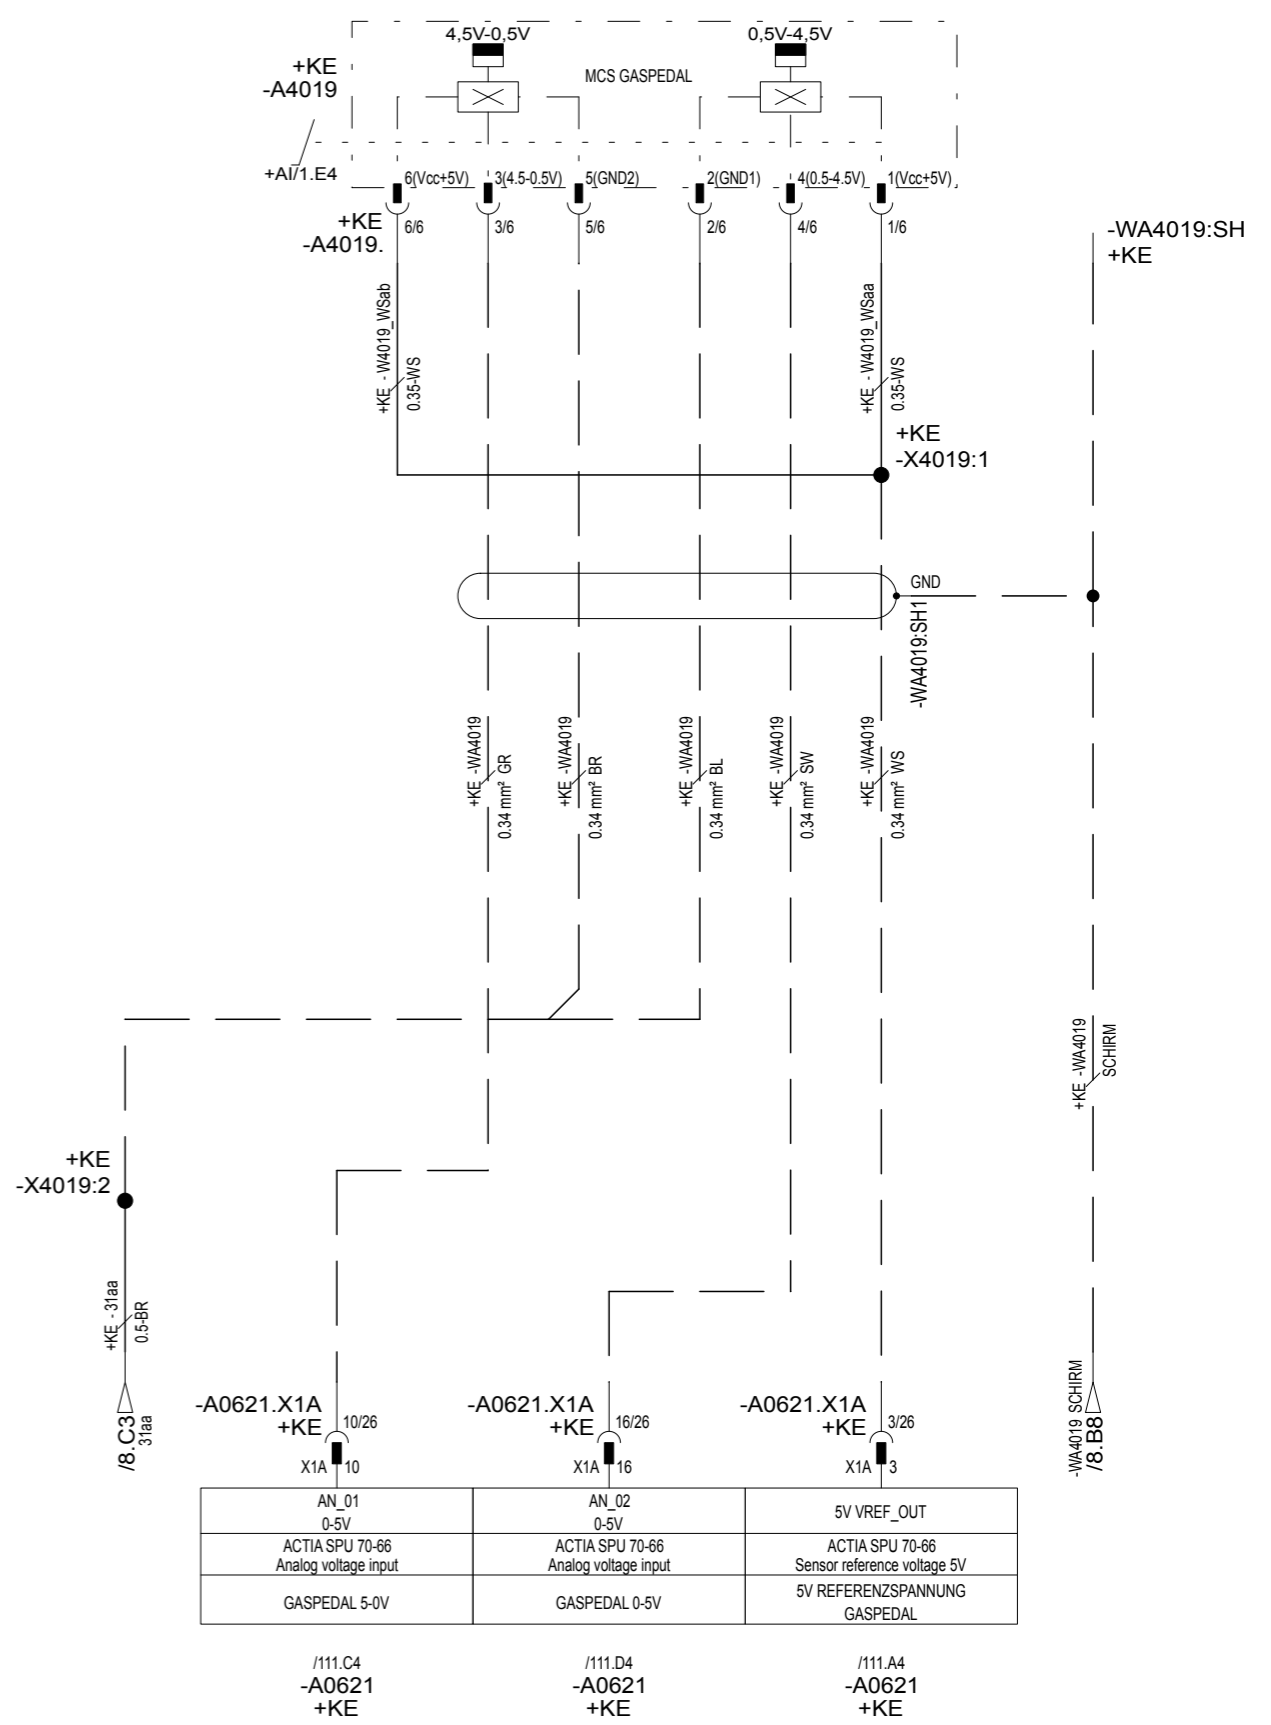 4,5V-0,5V
0,5V-4,5V
MCS GASPEDAL
+KE
-A4019
+AI/1.E4
6(Vcc+5V)
3(4.5-0.5V)
5(GND2)
2(GND1)
4(0.5-4.5V)
1(Vcc+5V)
+KE
-A4019.
6/6
3/6
5/6
2/6
4/6
1/6
-WA4019:SH
+KE
+KE - W4019_WSab
0.35-WS
+KE - W4019_WSaa
0.35-WS
+KE
-X4019:1
GND
-WA4019:SH1
+KE -WA4019
0.34 mm² GR
+KE -WA4019
0.34 mm² BR
+KE -WA4019
0.34 mm² BL
+KE -WA4019
0.34 mm² SW
+KE -WA4019
0.34 mm² WS
+KE -WA4019
SCHIRM
+KE
-X4019:2
+KE - 31aa
0.5-BR
/8.C3
31aa
-WA4019 SCHIRM
/8.B8
-A0621.X1A
+KE
10/26
X1A
10
-A0621.X1A
+KE
16/26
X1A
16
-A0621.X1A
+KE
3/26
X1A
3
AN_01
0-5V
AN_02
0-5V
5V VREF_OUT
ACTIA SPU 70-66
Analog voltage input
ACTIA SPU 70-66
Analog voltage input
ACTIA SPU 70-66
Sensor reference voltage 5V
GASPEDAL 5-0V
GASPEDAL 0-5V
5V REFERENZSPANNUNG
GASPEDAL
/111.C4
-A0621
+KE
/111.D4
-A0621
+KE
/111.A4
-A0621
+KE